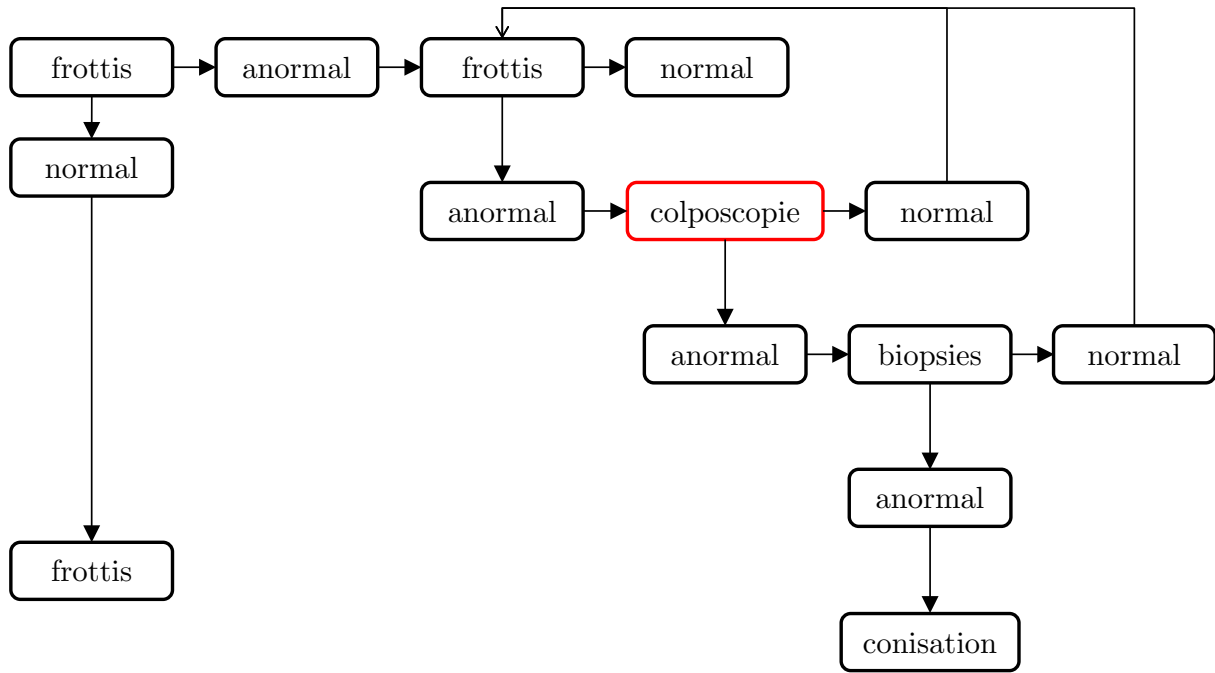 frottis
anormal
frottis
normal
normal
anormal
colposcopie
normal
anormal
biopsies
normal
anormal
frottis
conisation